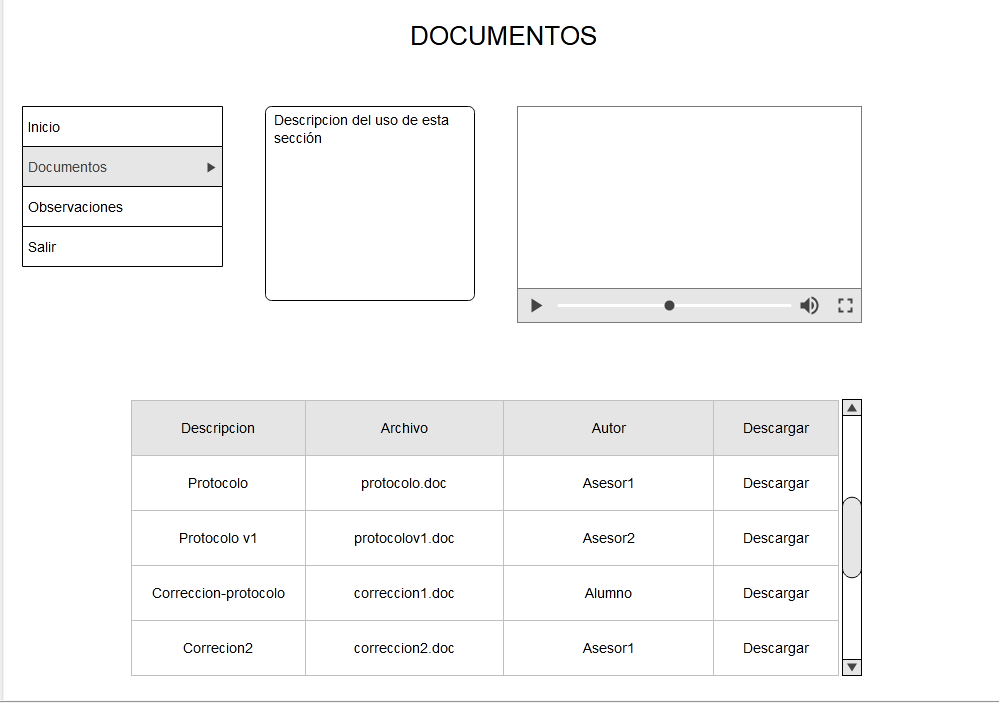 DOCUMENTOS
Inicio
Documentos
Observaciones
Salir
Descripcion del uso de esta
sección
Descripcion Archivo Autor Descargar
Protocolo protocolo.doc Asesor1 Descargar
Protocolo v1 protocolov1.doc Asesor2 Descargar
Correccion-protocolo correccion1.doc Alumno Descargar
Correcion2 correccion2.doc Asesor1 Descargar